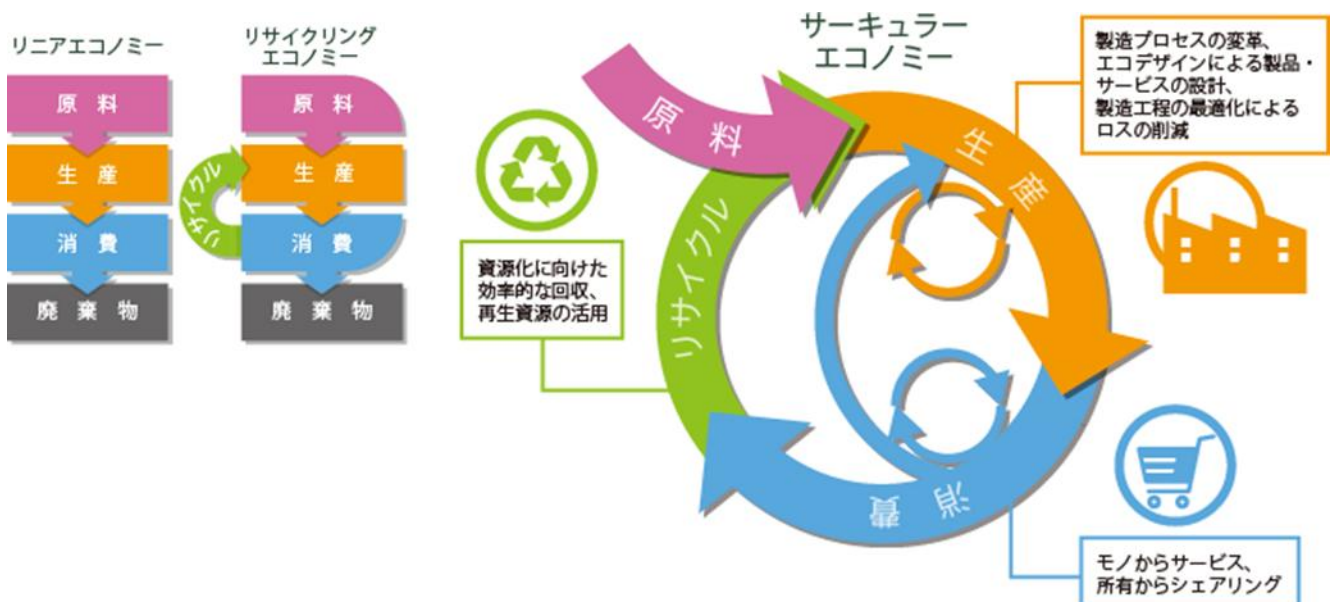 リニアエコノミー
原料
生産
消費
廃棄物
リサイクリング
エコノミー
原料
生産
消費
廃棄物
リサイクル
サーキュラー
エコノミー
原料
生産
消費
リサイクル
製造プロセスの変革、
エコデザインによる製品・
サービスの設計、
製造工程の最適化による
ロスの削減
資源化に向けた
効率的な回収、
再生資源の活用
モノからサービス、
所有からシェアリング